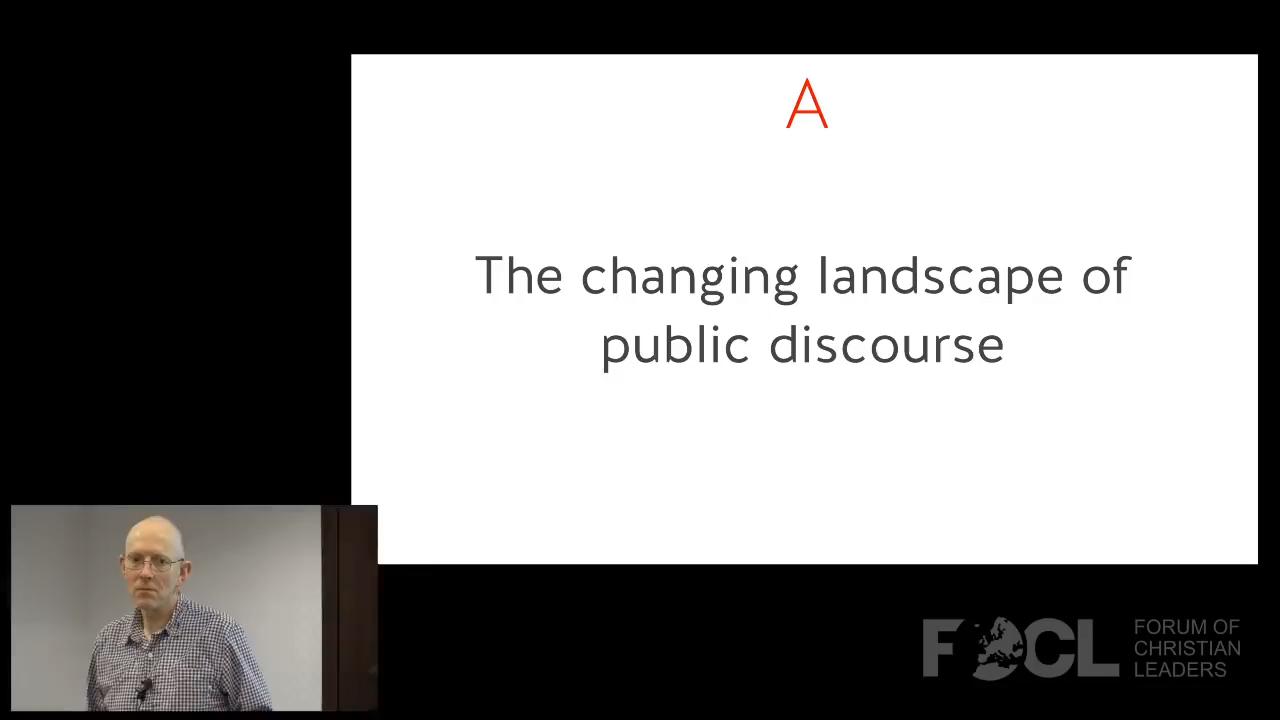 A
The changing landscape of
public discourse
FOCL
FORUM OF
CHRISTIAN
LEADERS